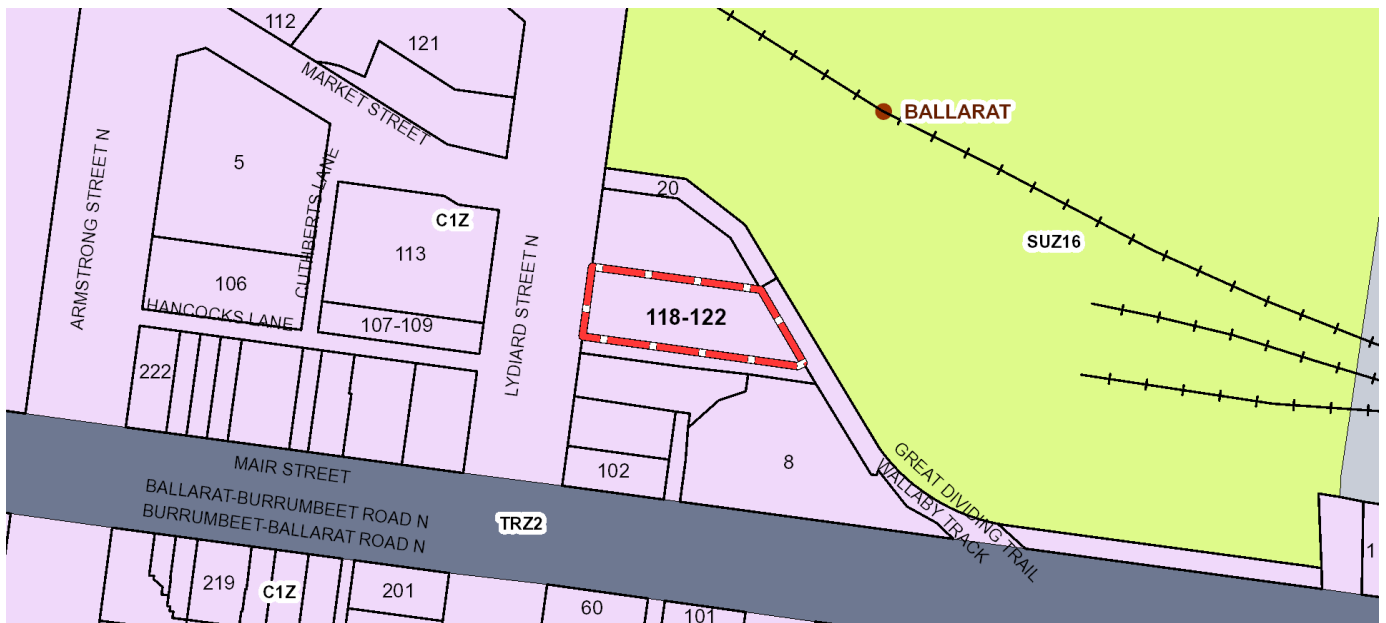 112
121
MARKET STREET
BALLARAT
ARMSTRONG STREET N
5
CUTHBERTS LANE
20
C1Z
SUZ16
113
LYDIARD STREET N
106
HANCOCKS LANE
107-109
118-122
222
102
8
GREAT DIVIDING TRAIL
WALLABY TRACK
MAIR STREET
BALLARAT-BURRUMBEET ROAD N
BURRUMBEET-BALLARAT ROAD N
TRZ2
1
219
C1Z
201
60
101